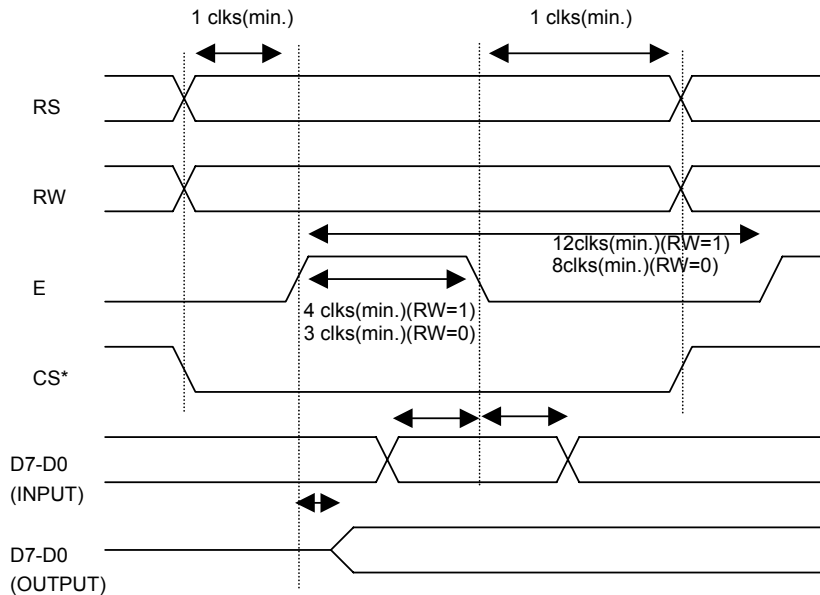 1 clks(min.)
1 clks(min.)
RS
RW
12clks(min.)(RW=1)
8clks(min.)(RW=0)
E
4 clks(min.)(RW=1)
3 clks(min.)(RW=0)
CS*
D7-D0
(INPUT)
D7-D0
(OUTPUT)